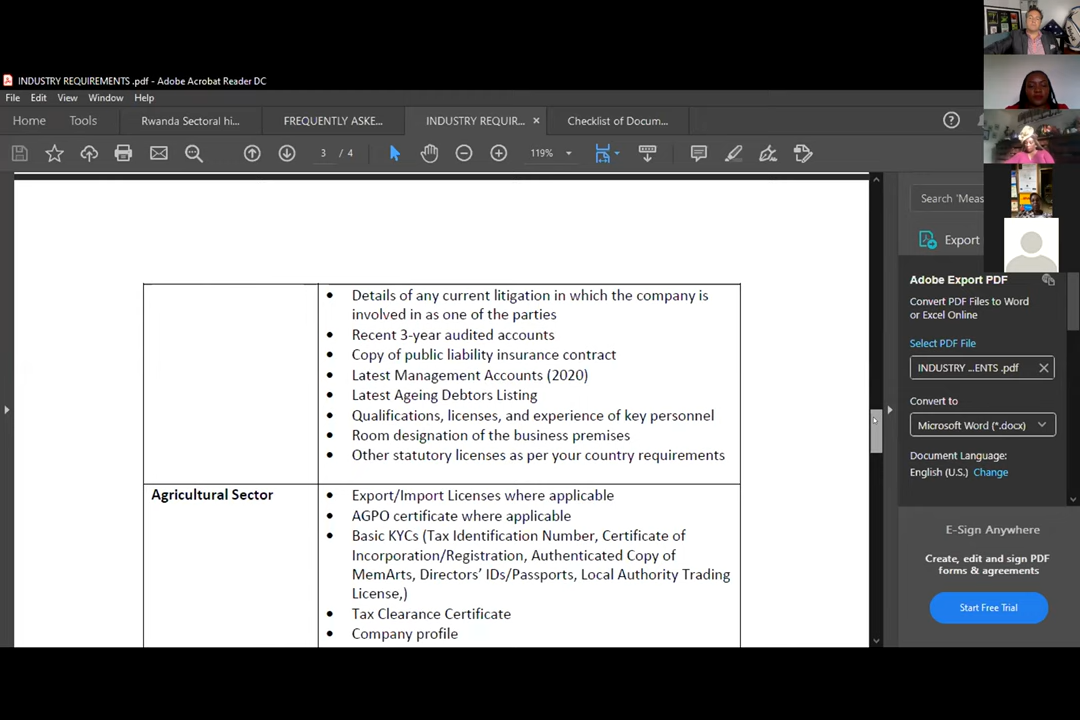 INDUSTRY REQUIREMENTS .pdf - Adobe Acrobat Reader DC
File Edit View Window Help
Home Tools Rwanda Sectoral hi... FREQUENTLY ASKE... INDUSTRY REQUIR... × Checklist of Docum...
3 / 4 119%
Search 'Meas
Export
Adobe Export PDF
Convert PDF Files to Word
or Excel Online
Select PDF File
INDUSTRY ...ENTS .pdf
Convert to
Microsoft Word (*.docx)
Document Language:
English (U.S.) Change
E-Sign Anywhere
Create, edit and sign PDF
forms & agreements
Start Free Trial
• Details of any current litigation in which the company is
involved in as one of the parties
• Recent 3-year audited accounts
• Copy of public liability insurance contract
• Latest Management Accounts (2020)
• Latest Ageing Debtors Listing
• Qualifications, licenses, and experience of key personnel
• Room designation of the business premises
• Other statutory licenses as per your country requirements
Agricultural Sector
• Export/Import Licenses where applicable
• AGPO certificate where applicable
• Basic KYCs (Tax Identification Number, Certificate of
Incorporation/Registration, Authenticated Copy of
MemArts, Directors' IDs/Passports, Local Authority Trading
License,)
• Tax Clearance Certificate
• Company profile